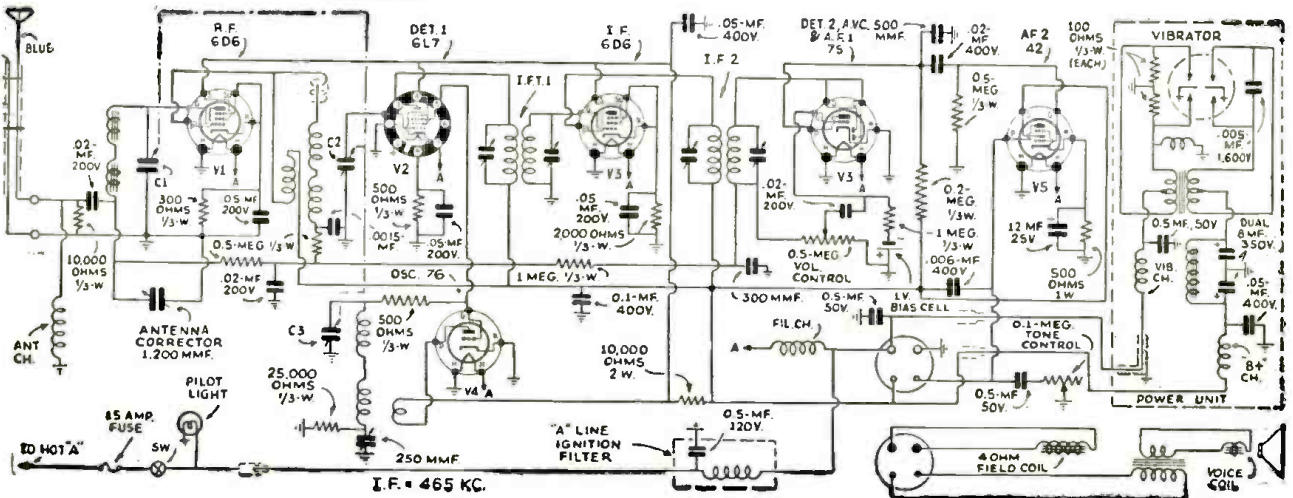 BLUE
R.F.
6D6
DET. 1
6L7
I.F.
6D6
.05-MF.
400V.
DET. 2, A.V.C.
& A.F. 1
75
500
MMF.
.02-
MF.
400V.
AF 2
42
100
OHMS
1/3-W.
(EACH)
VIBRATOR
I.F.T.1
I.F. 2
0.5-
MEG.
1/3-W.
.005-
MF.
1,600V.
.02-
MF.
200V.
C1
V1
C2
V2
V3
V3
V5
A
A
A
A
300
OHMS
1/3-W
.05 MF
200V.
500
OHMS
1/3-W
.0015-
MF
.05-MF.
200V.
.05
MF.
200V.
2000 OHMS
1/3-W.
.02-
MF.
200V.
0.2-
MEG.
1/3W.
1 MEG.
1/3-W
12 MF
25V
0.5 MF, 50V
DUAL
8 MF.
350V.
VIB.
CH.
10,000
OHMS
1/3-W
0.5-MEG 1/3-W
.02-MF
200V
OSC. 76
1 MEG. 1/3-W
0.5-MEG
VOL.
CONTROL
.006-MF
400V
500
OHMS
1W
.05-
MF.
400V.
ANT
CH.
ANTENNA
CORRECTOR
1,200 MMF.
C3
500
OHMS
1/3-W
0.1-MF.
400V.
300 MMF.
0.5-MF
50V.
1 V.
BIAS CELL
0.1-MEG.
TONE
CONTROL
"B+"
CH.
V4
A
10,000
OHMS
2 W.
A
FIL.CH.
0.5-MF
50V.
POWER UNIT
25,000
OHMS
1/3-W.
PILOT
LIGHT
15 AMP.
FUSE
SW
TO HOT "A"
250 MMF
"A" LINE
IGNITION
FILTER
0.5-MF.
120V.
4 OHM
FIELD COIL
VOICE
COIL
I.F. = 465 KC.